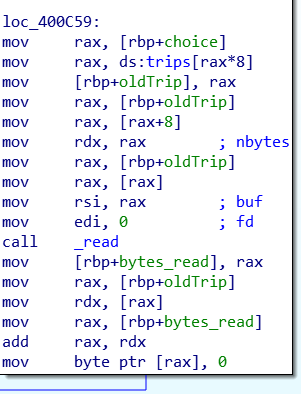 loc_400C59:
mov rax, [rbp+choice]
mov rax, ds:trips[rax*8]
mov [rbp+oldTrip], rax
mov rax, [rbp+oldTrip]
mov rax, [rax+8]
mov rdx, rax ; nbytes
mov rax, [rbp+oldTrip]
mov rax, [rax]
mov rsi, rax ; buf
mov edi, 0 ; fd
call _read
mov [rbp+bytes_read], rax
mov rax, [rbp+oldTrip]
mov rdx, [rax]
mov rax, [rbp+bytes_read]
add rax, rdx
mov byte ptr [rax], 0